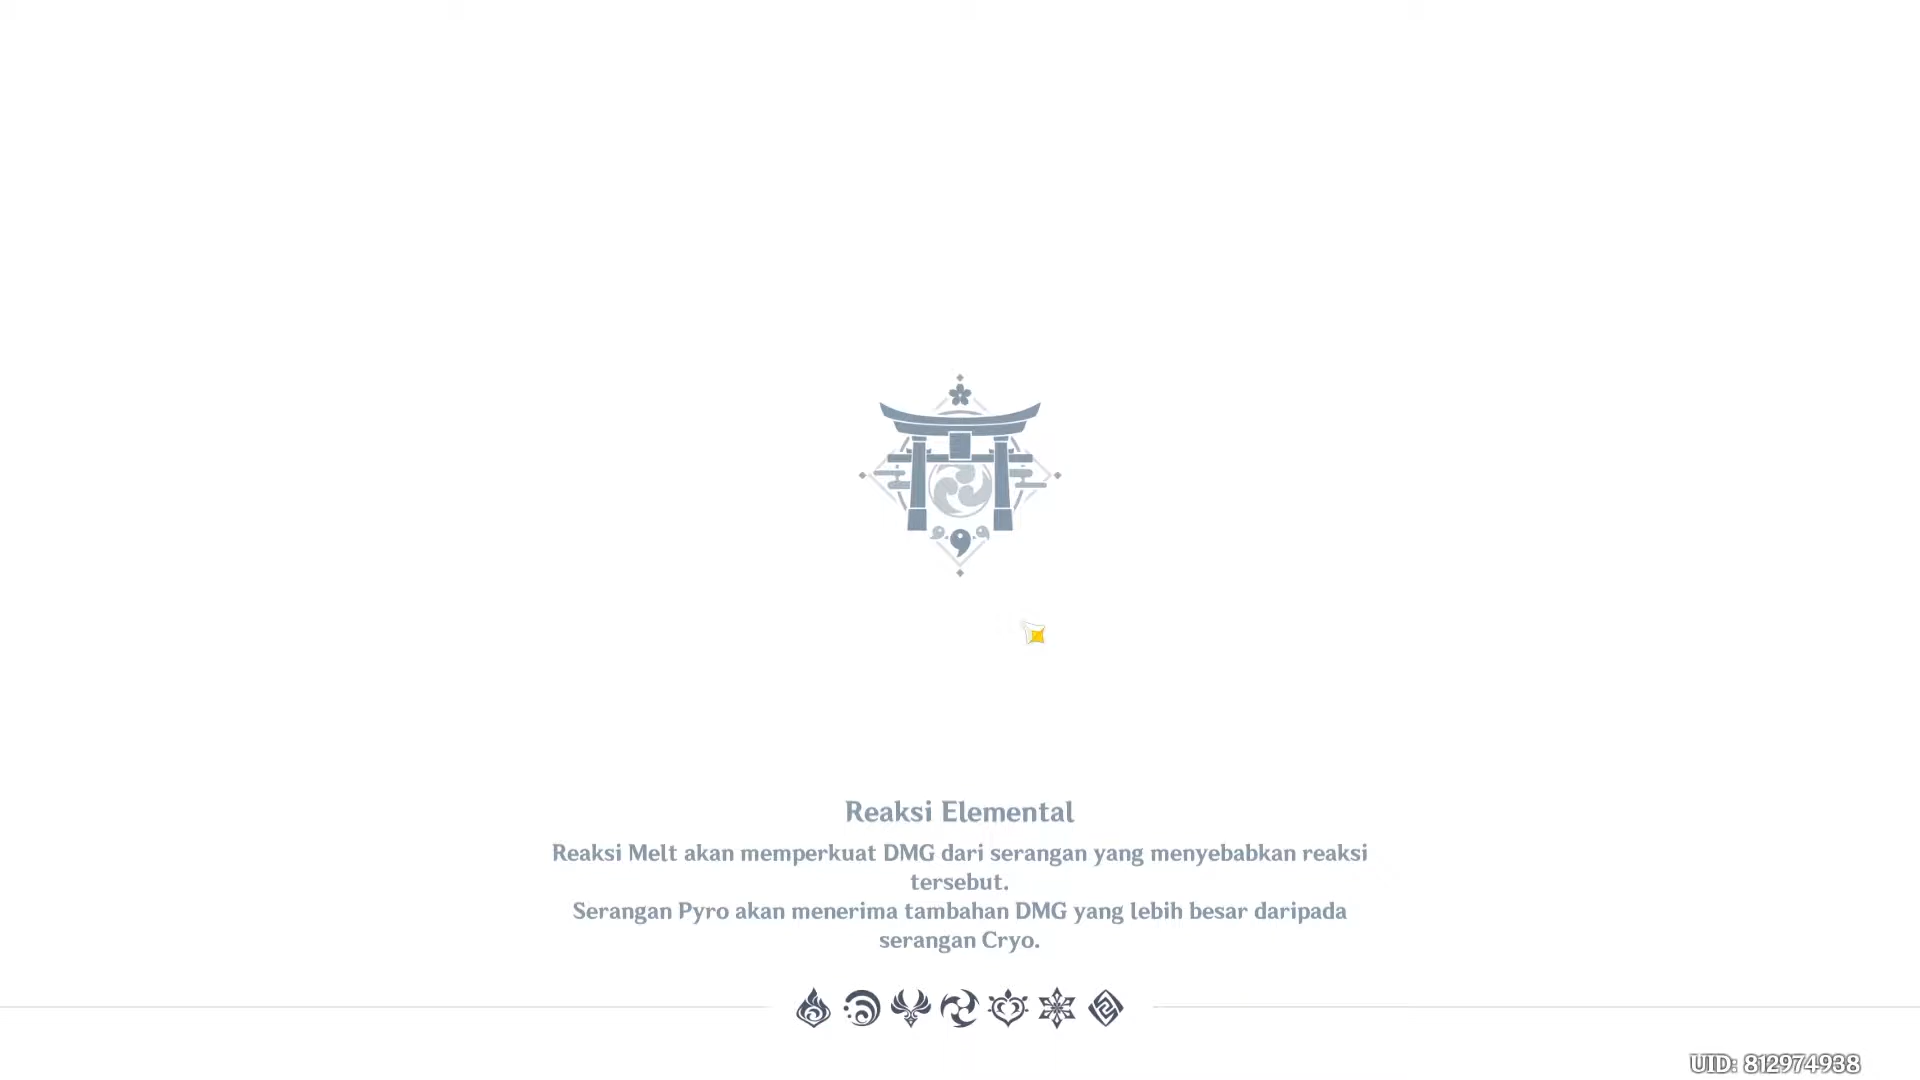 Reaksi Elemental
Reaksi Melt akan memperkuat DMG dari serangan yang menyebabkan reaksi
tersebut.
Serangan Pyro akan menerima tambahan DMG yang lebih besar daripada
serangan Cryo.
UID: 812974938